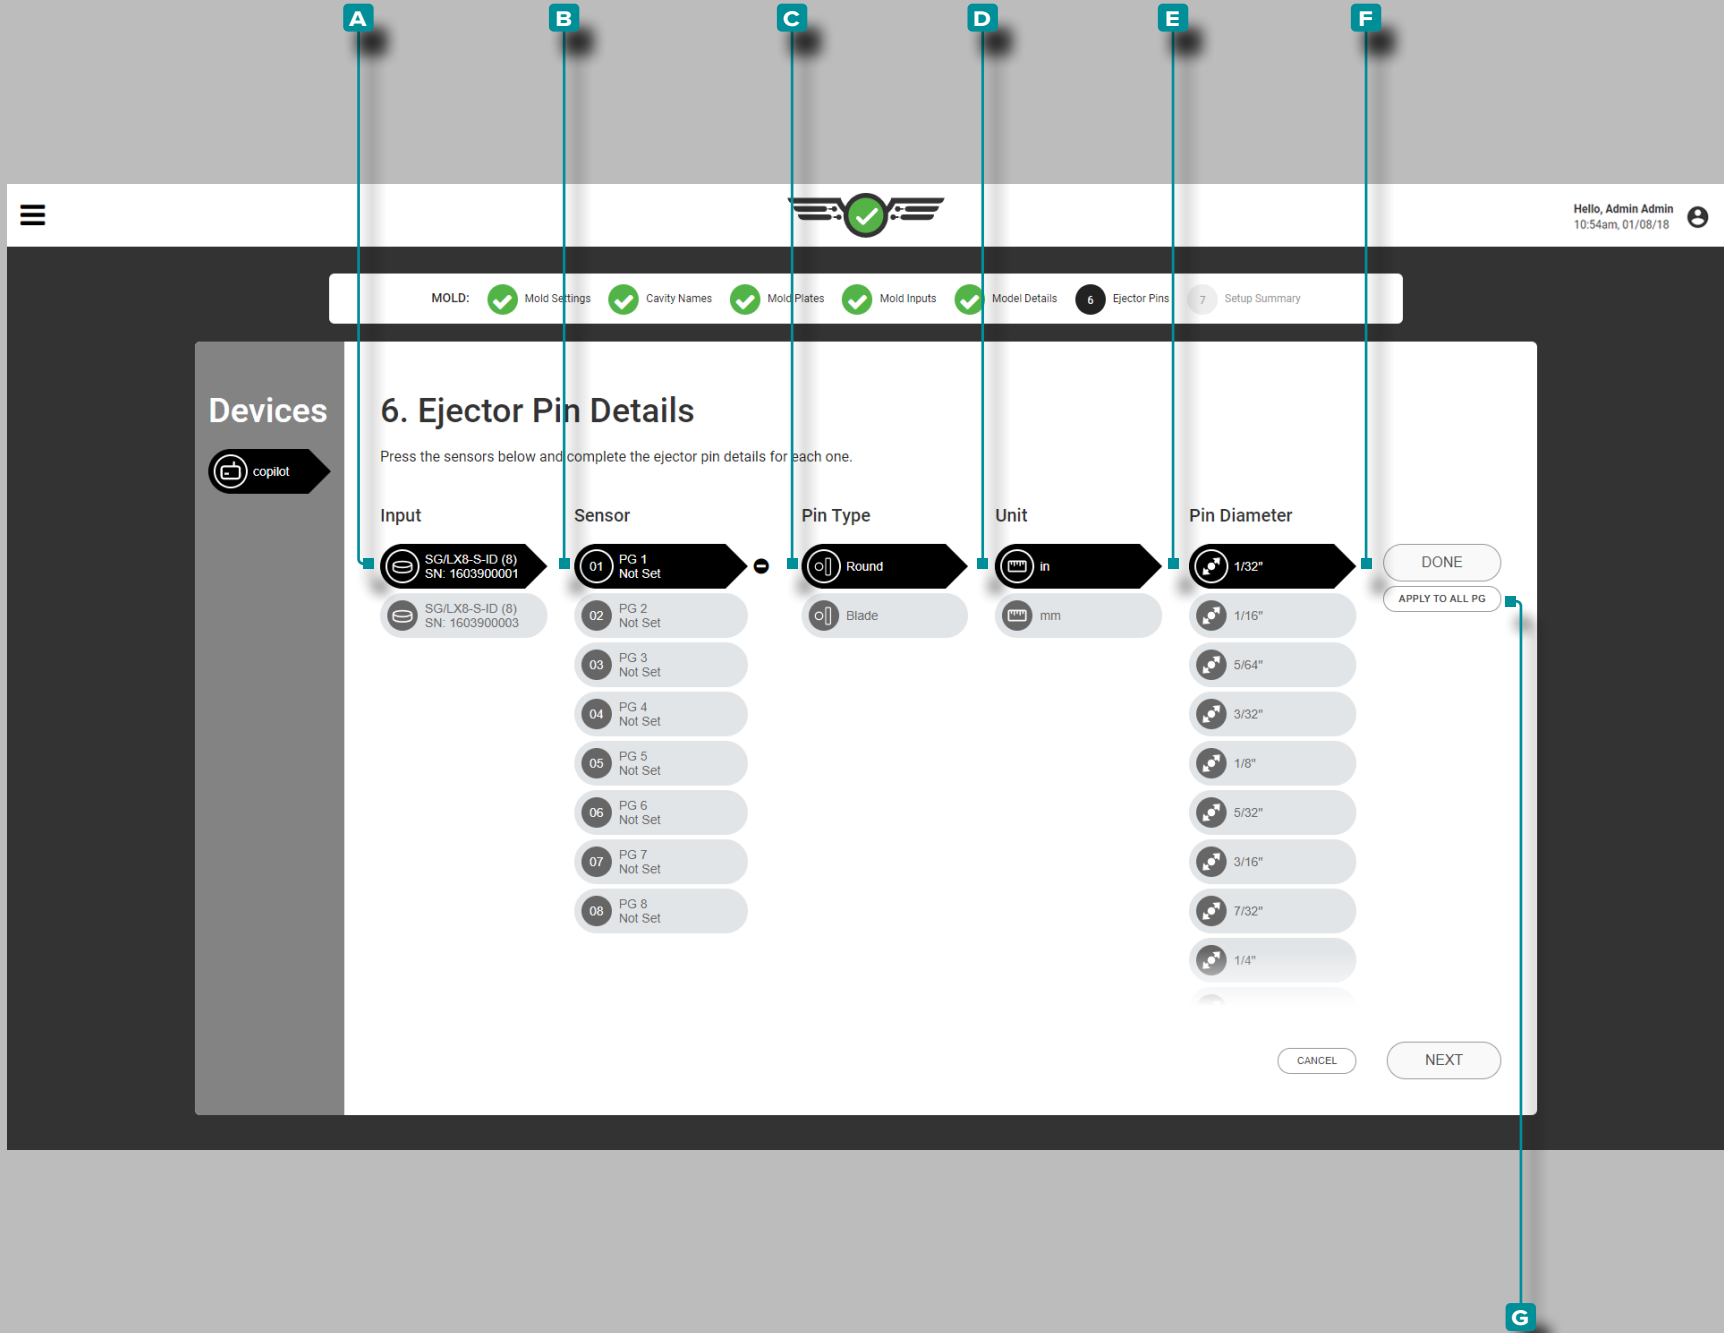 A B C D E F
Hello, Admin Admin
10:54am, 01/08/18
MOLD: Mold Settings Cavity Names Mold Plates Mold Inputs Model Details 6 Ejector Pins 7 Setup Summary
Devices
copilot
6. Ejector Pin Details
Press the sensors below and complete the ejector pin details for each one.
Input
SG/LX8-S-ID (8)
SN: 1603900001
SG/LX8-S-ID (8)
SN: 1603900003
Sensor
01 PG 1
Not Set
02 PG 2
Not Set
03 PG 3
Not Set
04 PG 4
Not Set
05 PG 5
Not Set
06 PG 6
Not Set
07 PG 7
Not Set
08 PG 8
Not Set
Pin Type
Round
Blade
Unit
in
mm
Pin Diameter
1/32"
1/16"
5/64"
3/32"
1/8"
5/32"
3/16"
7/32"
1/4"
DONE
APPLY TO ALL PG
CANCEL
NEXT
G